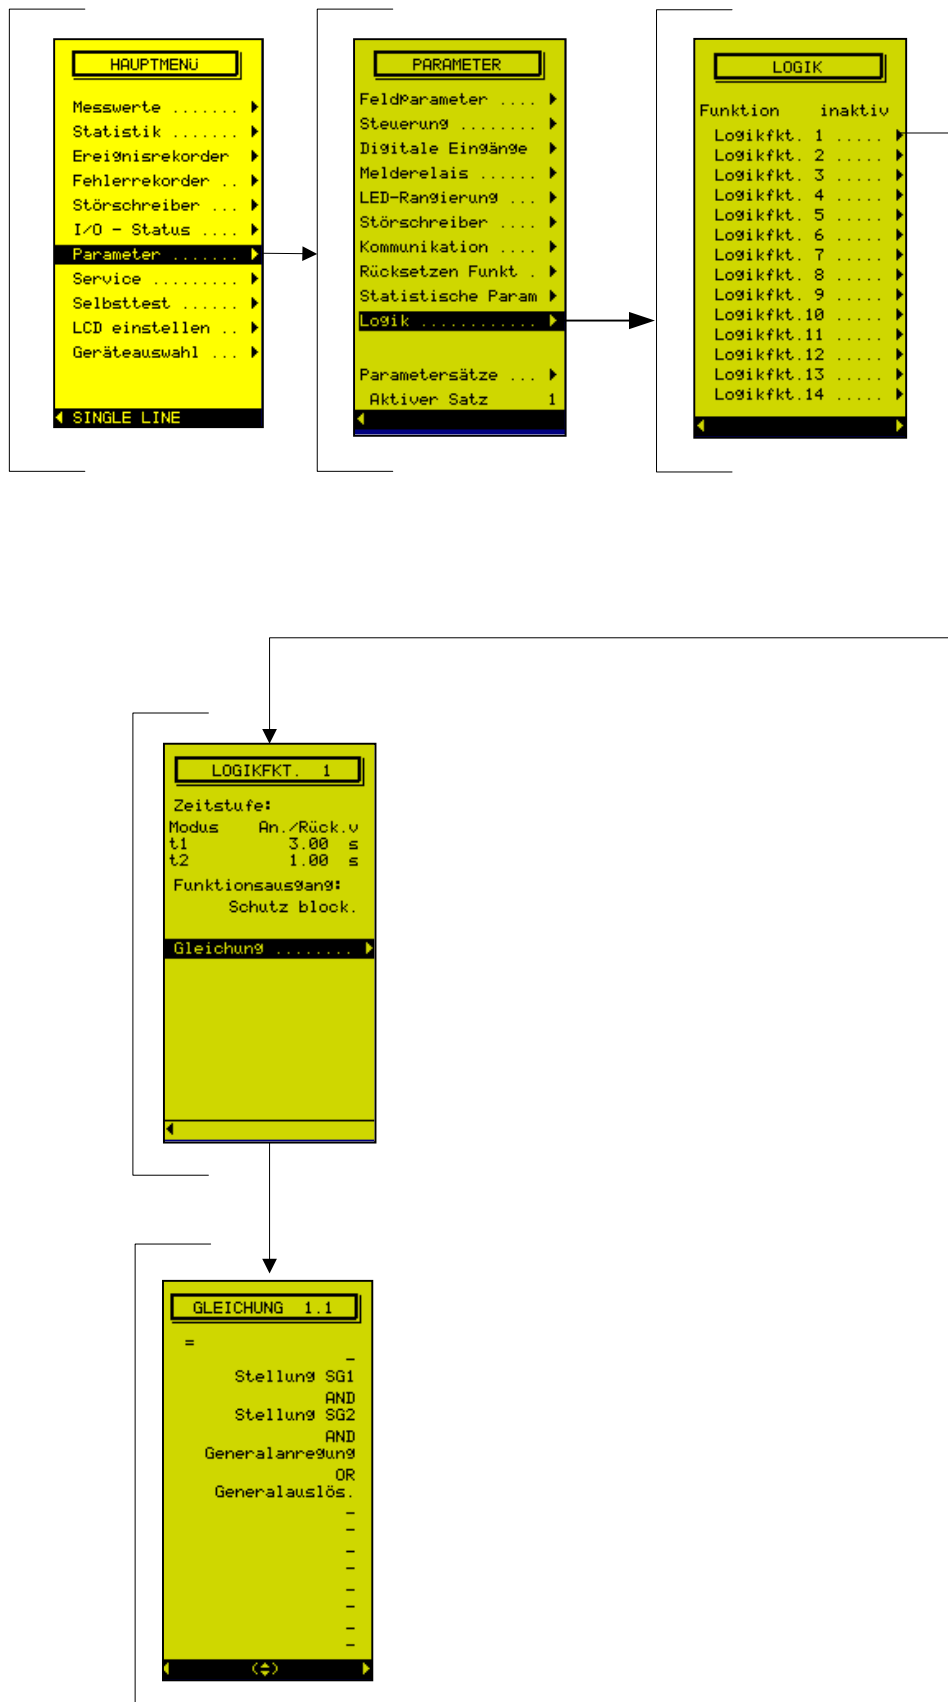 HAUPTMENÜ
Messwerte .......
Statistik .......
Ereignisrekorder
Fehlerrekorder ..
Störschreiber ...
I/O - Status ....
Parameter .......
Service .........
Selbsttest ......
LCD einstellen ..
Geräteauswahl ...
SINGLE LINE
PARAMETER
Feldparameter ....
Steuerung ........
Digitale Eingänge
Melderelais ......
LED-Rangierung ...
Störschreiber ....
Kommunikation ....
Rücksetzen Funkt .
Statistische Param
Logik ............
Parametersätze ...
Aktiver Satz 1
LOGIK
Funktion inaktiv
Logikfkt. 1 .....
Logikfkt. 2 .....
Logikfkt. 3 .....
Logikfkt. 4 .....
Logikfkt. 5 .....
Logikfkt. 6 .....
Logikfkt. 7 .....
Logikfkt. 8 .....
Logikfkt. 9 .....
Logikfkt.10 .....
Logikfkt.11 .....
Logikfkt.12 .....
Logikfkt.13 .....
Logikfkt.14 .....
LOGIKFKT. 1
Zeitstufe:
Modus An./Rück.v
t1 3.00 s
t2 1.00 s
Funktionsausgang:
Schutz block.
Gleichung ........
GLEICHUNG 1.1
=
–
Stellung SG1
AND
Stellung SG2
AND
Generalanregung
OR
Generalauslös.
–
–
–
–
–
–
–
–